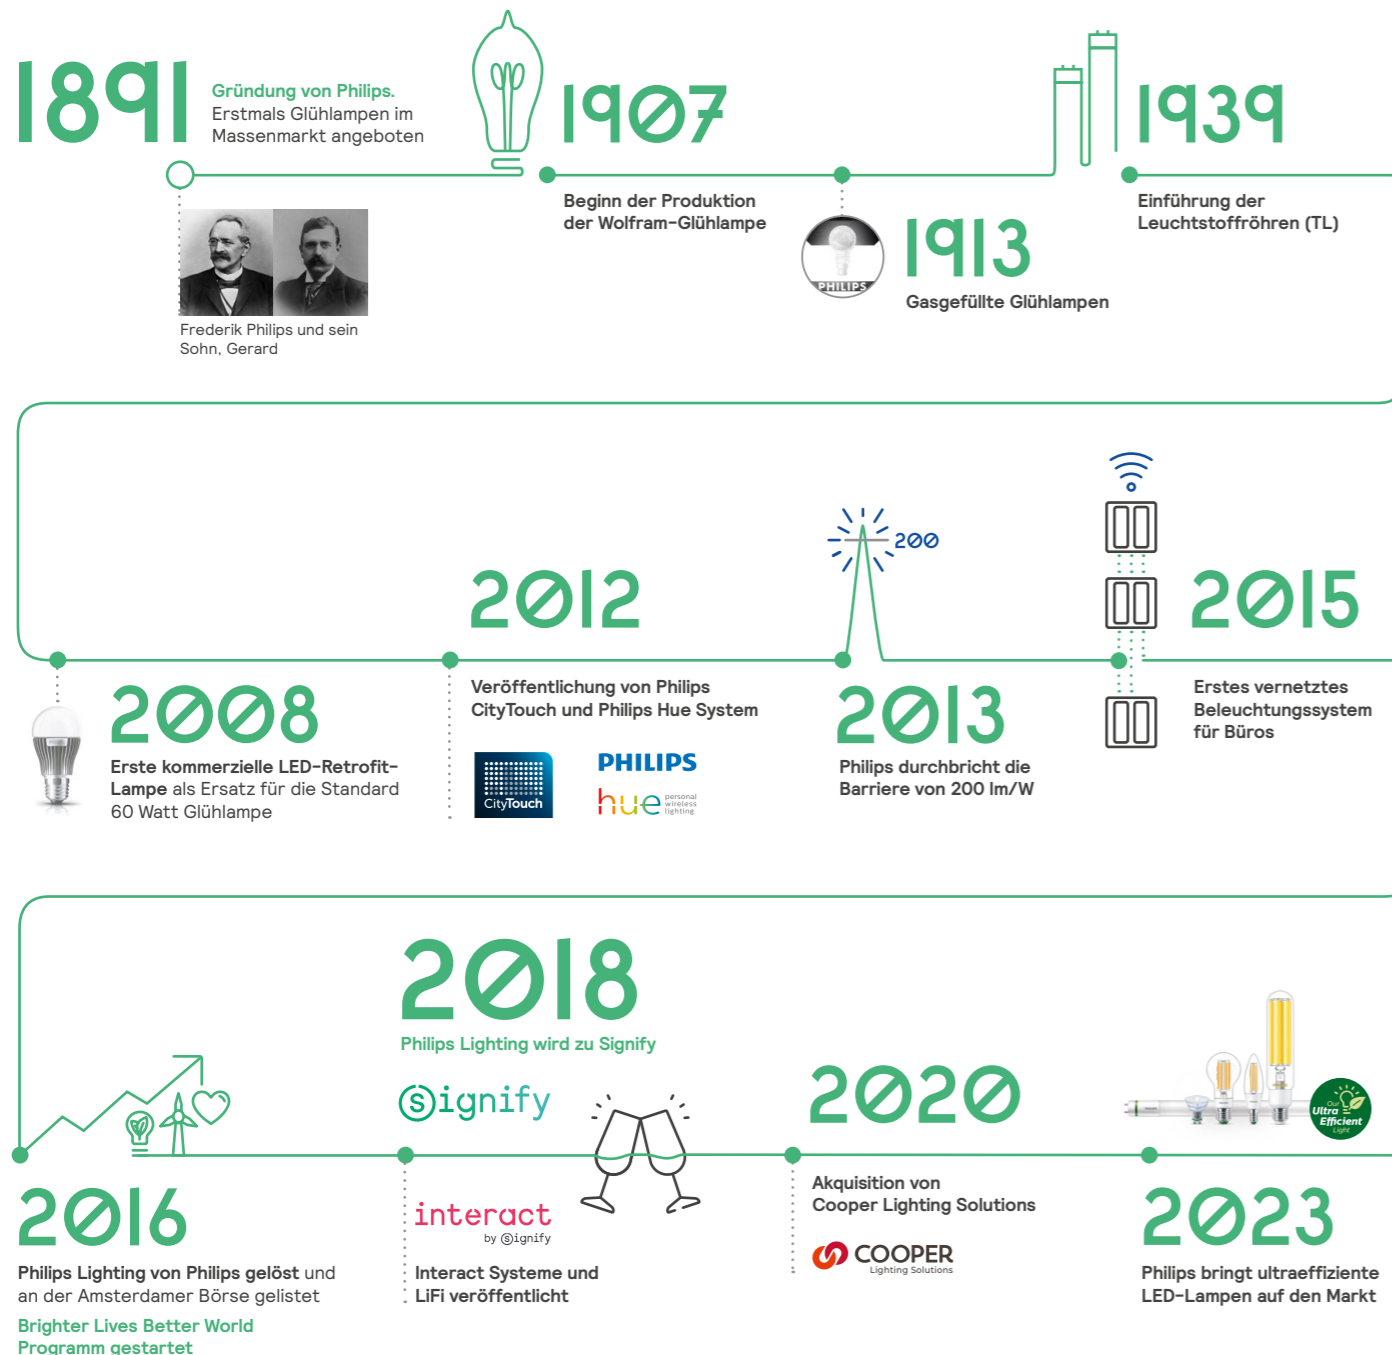 1891
Gründung von Philips.
Erstmals Glühlampen im
Massenmarkt angeboten
Frederik Philips und sein
Sohn, Gerard
1907
Beginn der Produktion
der Wolfram-Glühlampe
PHILIPS
1913
Gasgefüllte Glühlampen
1939
Einführung der
Leuchtstoffröhren (TL)
2008
Erste kommerzielle LED-Retrofit-
Lampe als Ersatz für die Standard
60 Watt Glühlampe
2012
Veröffentlichung von Philips
CityTouch und Philips Hue System
CityTouch
PHILIPS
hue personal
wireless
lighting
200
2013
Philips durchbricht die
Barriere von 200 lm/W
2015
Erstes vernetztes
Beleuchtungssystem
für Büros
2016
Philips Lighting von Philips gelöst und
an der Amsterdamer Börse gelistet
Brighter Lives Better World
Programm gestartet
2018
Philips Lighting wird zu Signify
Signify
interact
by Signify
Interact Systeme und
LiFi veröffentlicht
2020
Akquisition von
Cooper Lighting Solutions
COOPER
Lighting Solutions
Our
Ultra
Efficient
Light
2023
Philips bringt ultraeffiziente
LED-Lampen auf den Markt